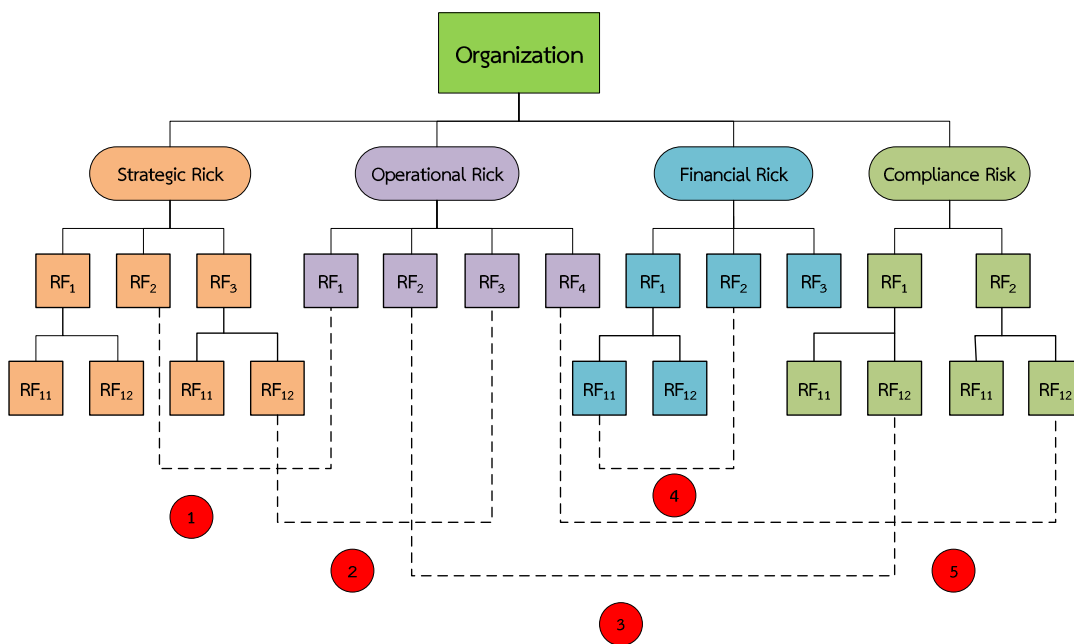 Organization
Strategic Rick
Operational Rick
Financial Rick
Compliance Risk
RF₁
RF₂
RF₃
RF₁
RF₂
RF₃
RF₄
RF₁
RF₂
RF₃
RF₁
RF₂
RF₁₁
RF₁₂
RF₁₁
RF₁₂
RF₁₁
RF₁₂
RF₁₁
RF₁₂
RF₁₁
RF₁₂
1
4
2
5
3